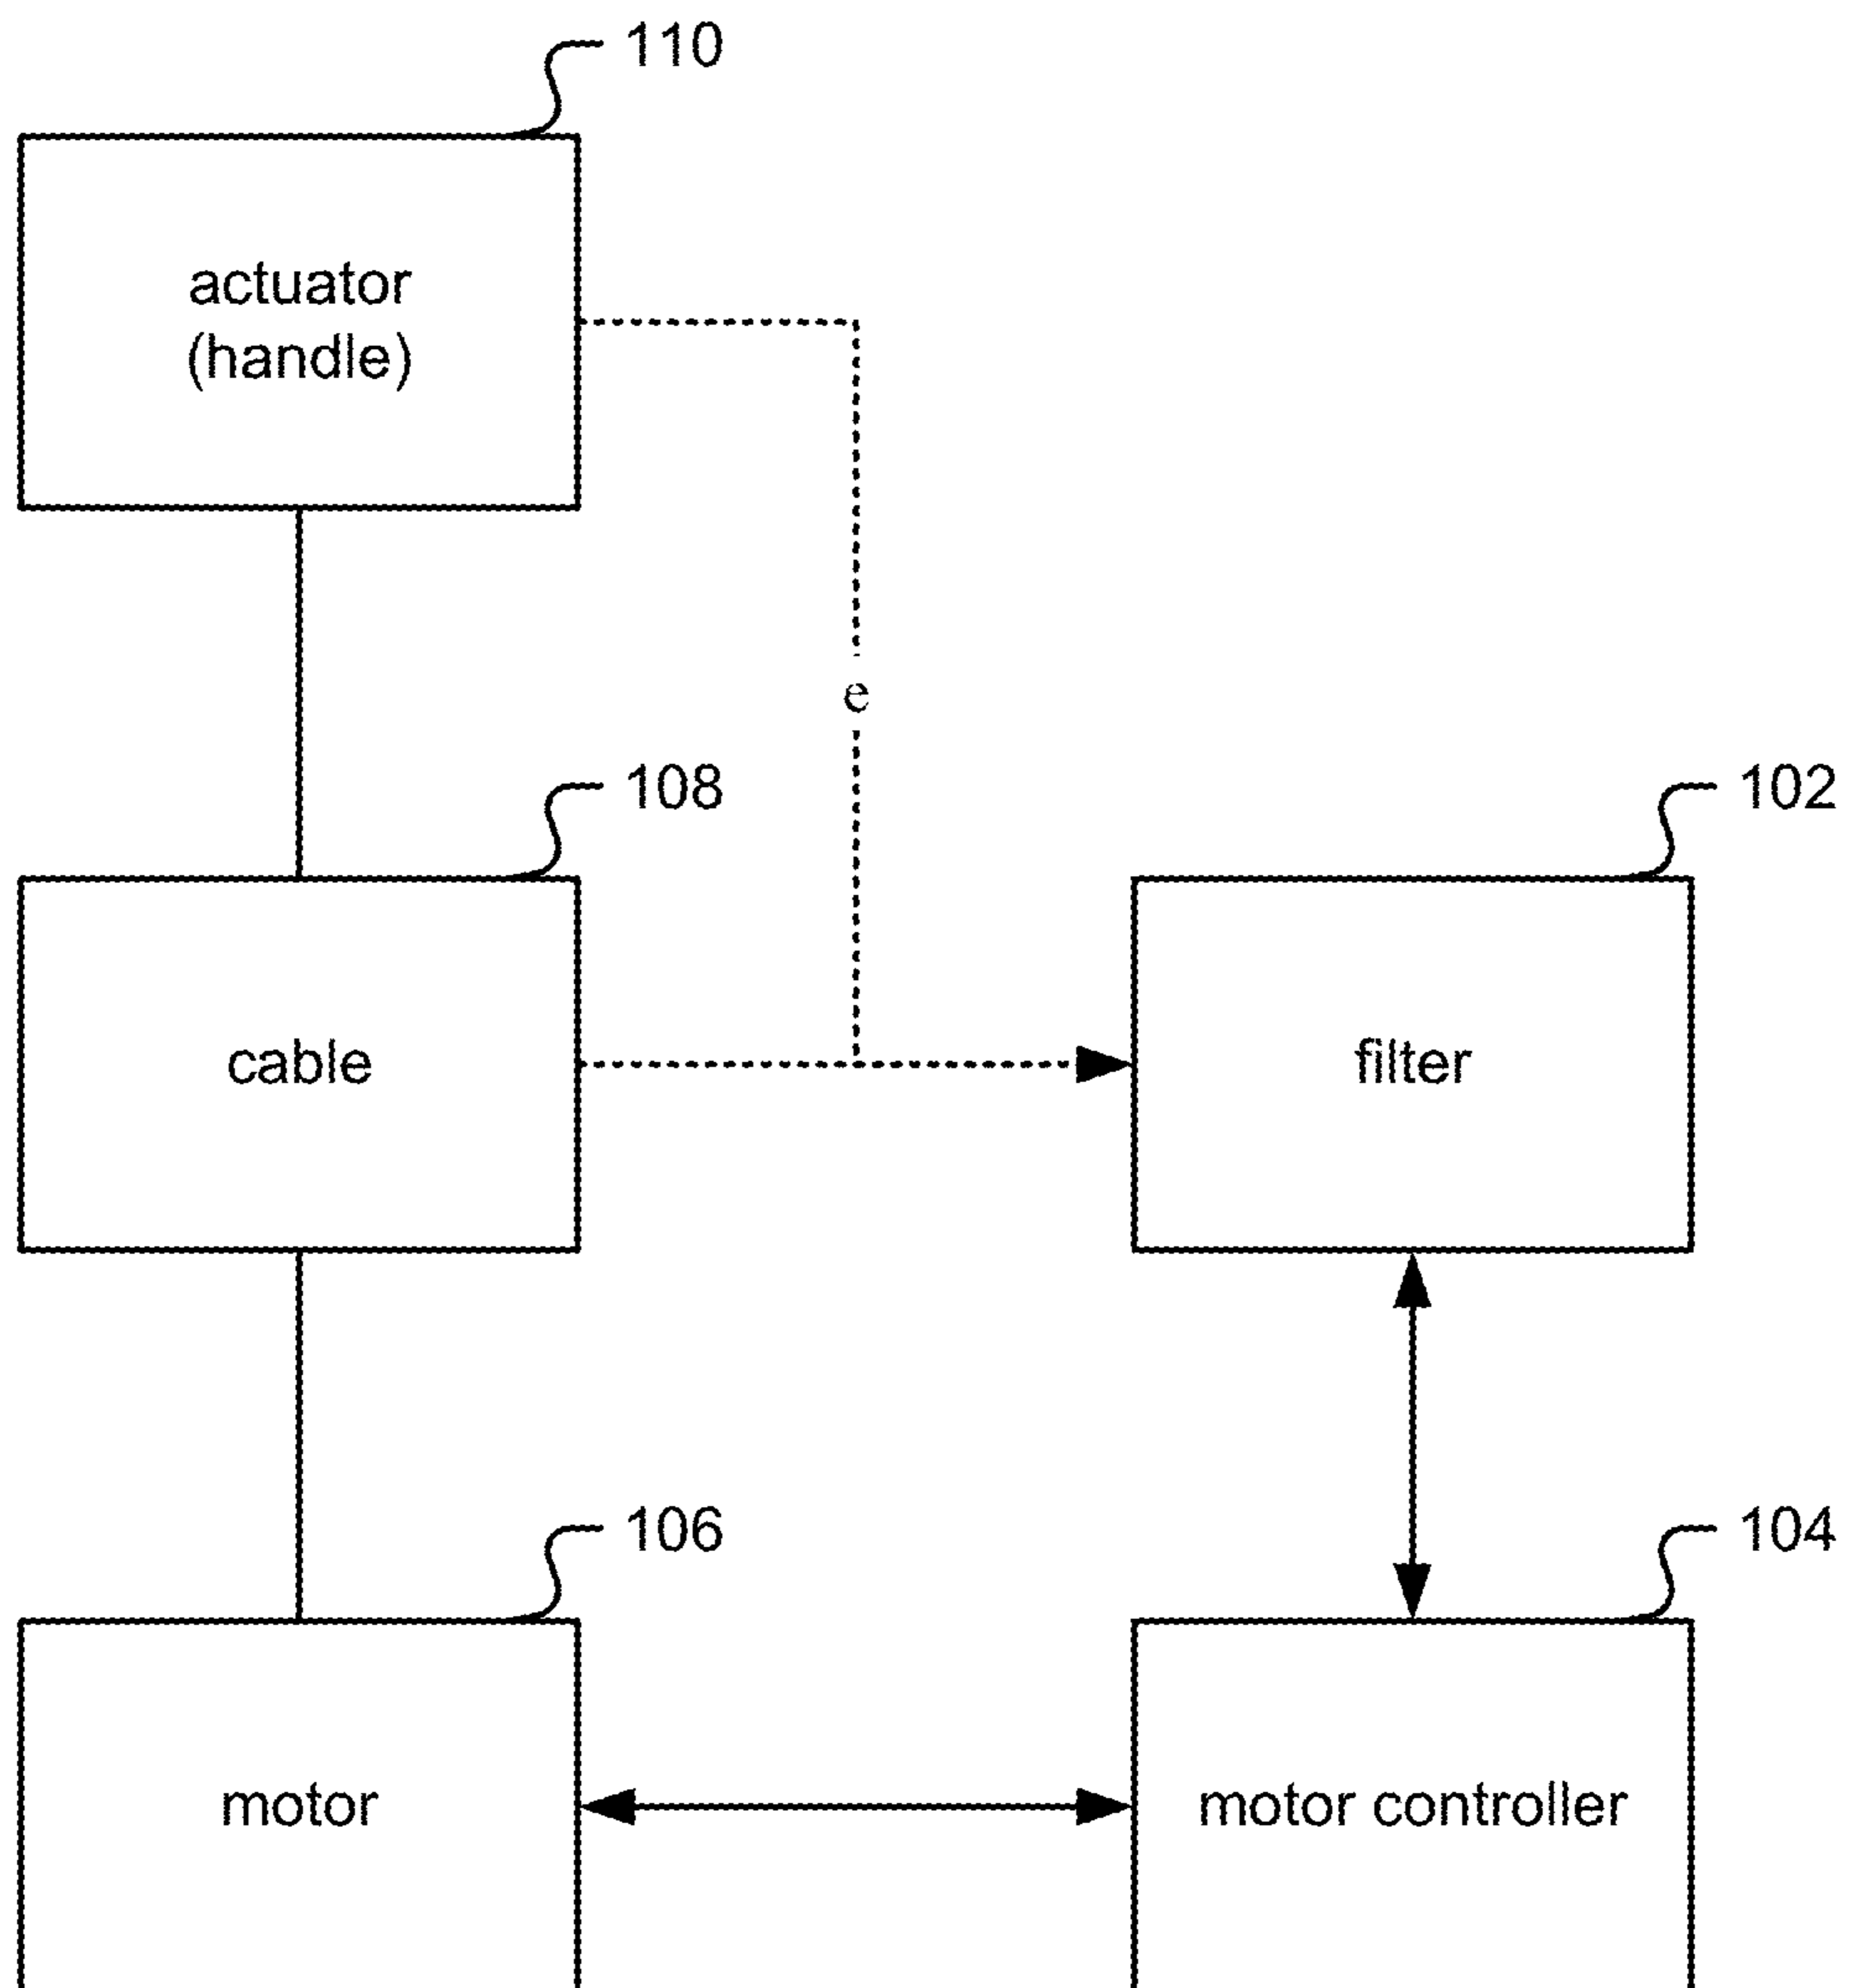 110
actuator
(handle)
e
108
102
cable
filter
106
104
motor
motor controller